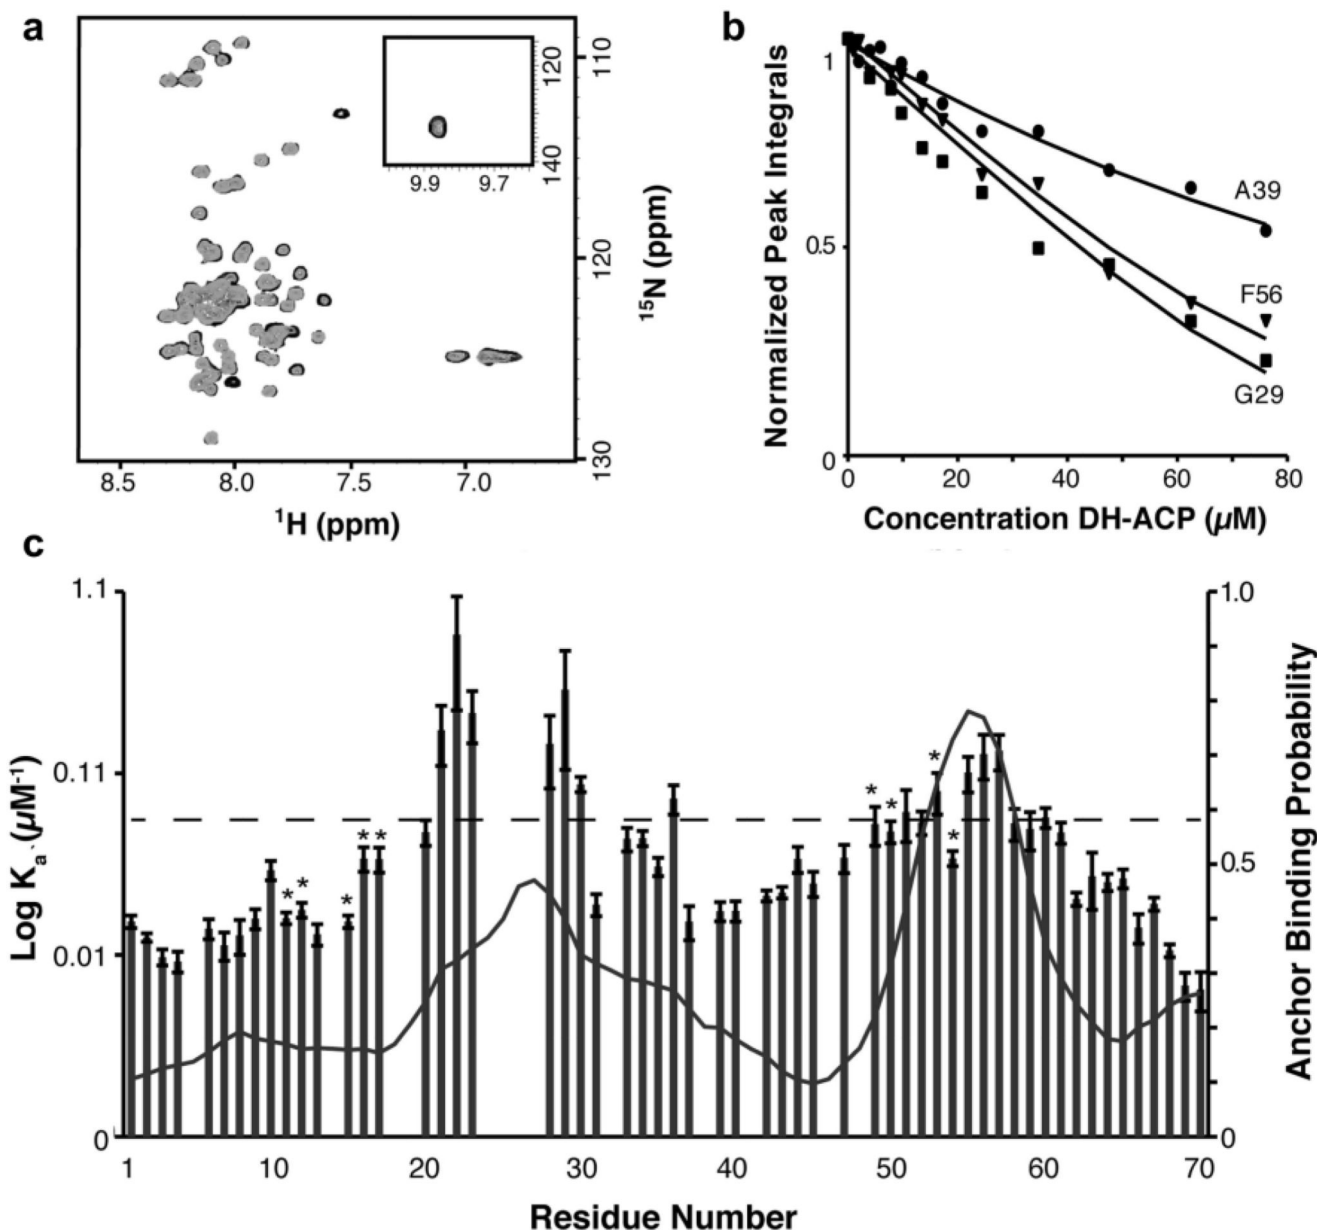 a
110
120
130
15N (ppm)
8.5 8.0 7.5 7.0
1H (ppm)
120
140
9.9 9.7
b
Normalized Peak Integrals
1
0.5
0
A39
F56
G29
0 20 40 60 80
Concentration DH-ACP (µM)
c
Log Ka`(µM-1)
1.1
0.11
0.01
0
* * * * * * * * *
1.0
0.5
0
Anchor Binding Probability
1 10 20 30 40 50 60 70
Residue Number